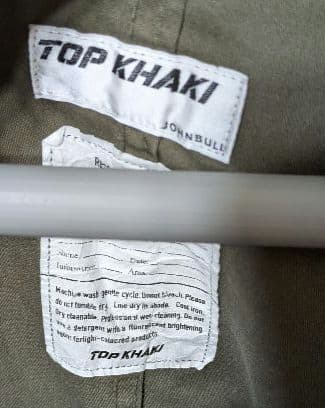 TOP KHAKI
JOHNBULL
Name. Date.
Area.
Machine wash gentle cycle. Donot bleach. Please
do not tumble dry. Line dry in shade. Cool iron.
Dry cleanable. Professional wet-cleaning. Do not
use a detergent with a fluorescent brightening
agent for light-colored products.
TOP KHAKI